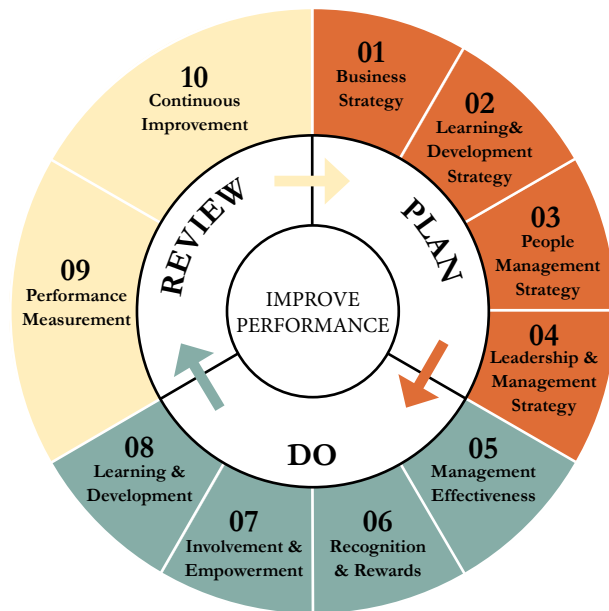 01
Business
Strategy
02
Learning&
Development
Strategy
03
People
Management
Strategy
04
Leadership &
Management
Strategy
05
Management
Effectiveness
06
Recognition
& Rewards
07
Involvement &
Empowerment
08
Learning &
Development
09
Performance
Measurement
10
Continuous
Improvement
PLAN
DO
REVIEW
IMPROVE
PERFORMANCE